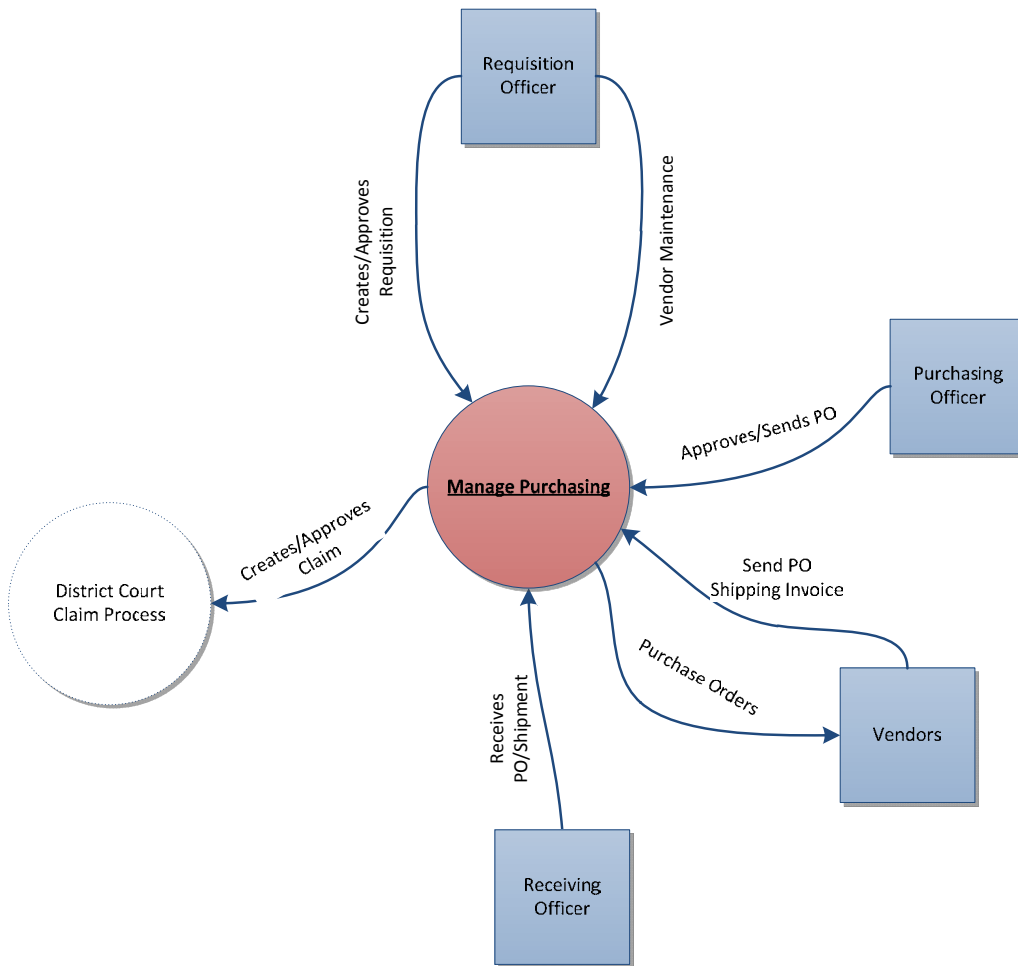 Requisition
Officer
Creates/Approves
Requisition
Vendor Maintenance
Purchasing
Officer
Approves/Sends PO
Manage Purchasing
Creates/Approves
Claim
District Court
Claim Process
Send PO
Shipping Invoice
Purchase Orders
Vendors
Receives
PO/Shipment
Receiving
Officer